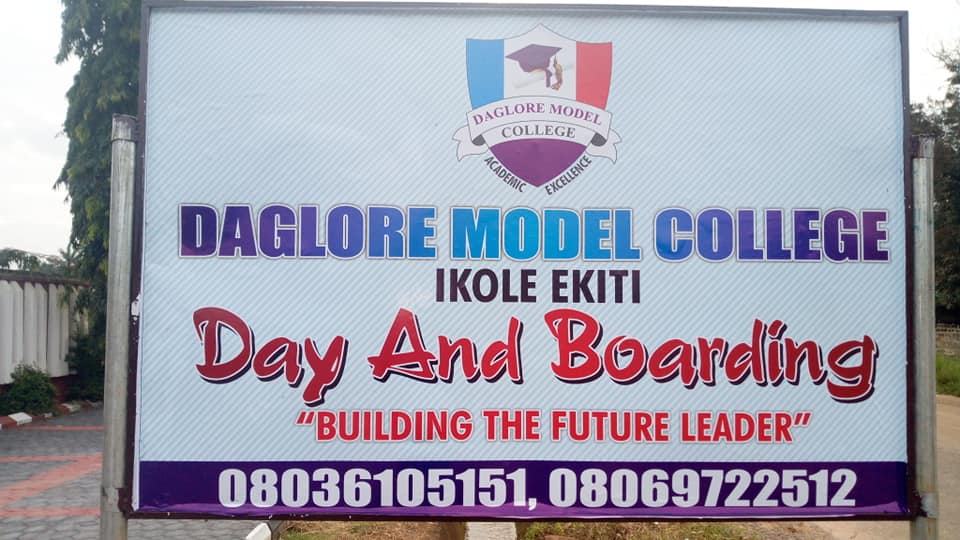 DAGLORE MODEL
COLLEGE
ACADEMIC EXCELLENCE
DAGLORE MODEL COLLEGE
IKOLE EKITI
Day And Boarding
"BUILDING THE FUTURE LEADER"
08036105151, 08069722512